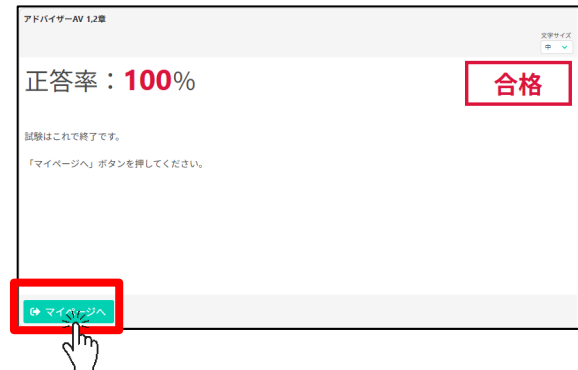 アドバイザーAV 1,2章
文字サイズ
中
正答率：100%
合格
試験はこれで終了です。
「マイページへ」ボタンを押してください。
マイページへ